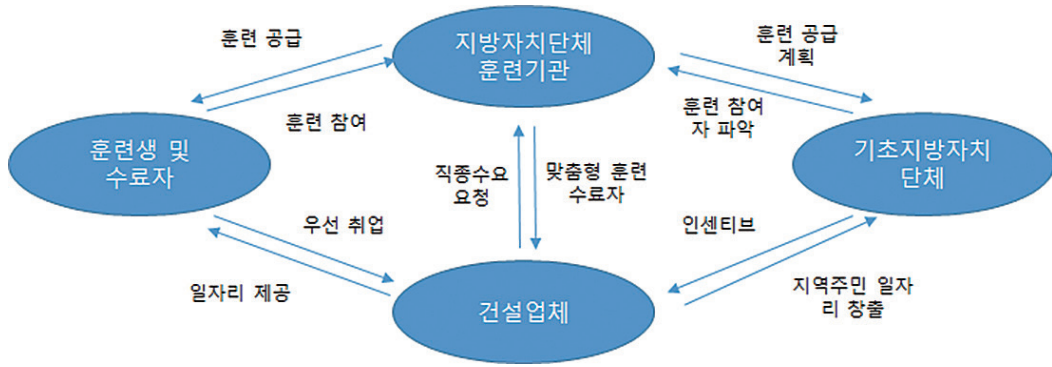 훈련 공급
지방자치단체
훈련기관
훈련 공급
계획
훈련 참여
훈련 참여
자 파악
훈련생 및
수료자
직종수요
요청
맞춤형 훈련
수료자
기초지방자치
단체
우선 취업
인센티브
일자리 제공
건설업체
지역주민 일자
리 창출